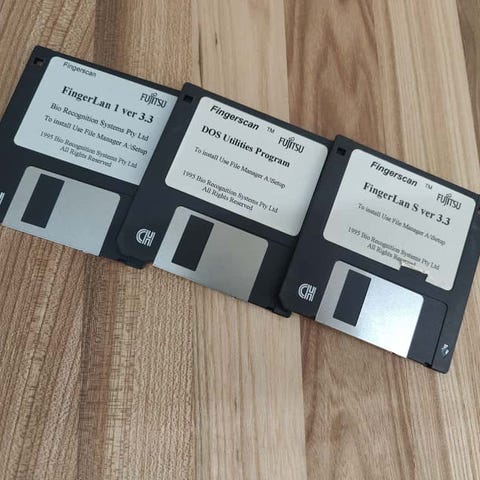 Fingerscan
FUJITSU
FingerLan 1 ver 3.3
Bio Recognition Systems Pty Ltd
To install Use File Manager A:\Setup
1995 Bio Recognition Systems Pty Ltd
All Rights Reserved
Fingerscan ™
FUJITSU
DOS Utilities Program
To install Use File Manager A:\Setup
1995 Bio Recognition Systems Pty Ltd
All Rights Reserved
Fingerscan ™
FUJITSU
FingerLan S ver 3.3
To install Use File Manager A:\Setup
1995 Bio Recognition Systems Pty Ltd
All Rights Reserved